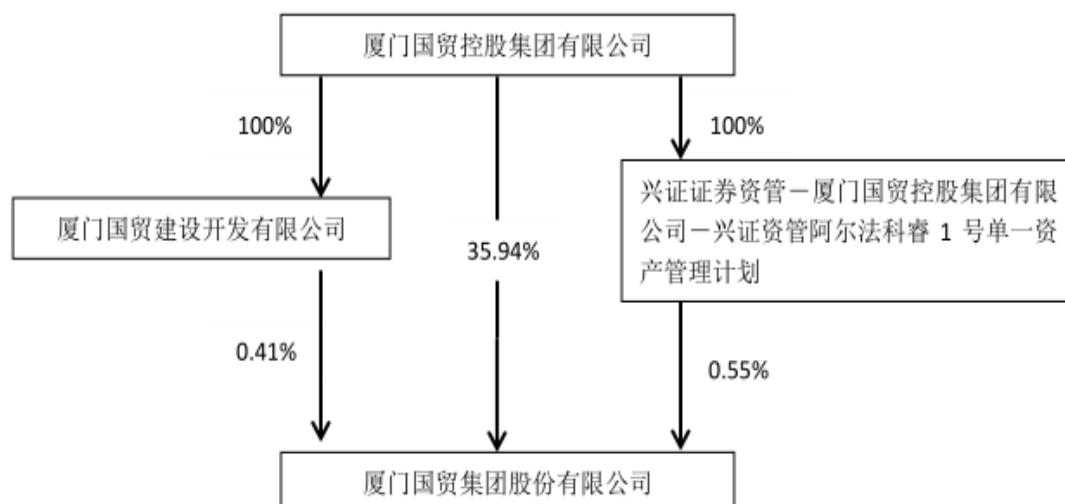 厦门国贸控股集团有限公司
100%
100%
兴证证券资管－厦门国贸控股集团有限
公司－兴证资管阿尔法科睿 1 号单一资
产管理计划
厦门国贸建设开发有限公司
35.94%
0.41%
0.55%
厦门国贸集团股份有限公司